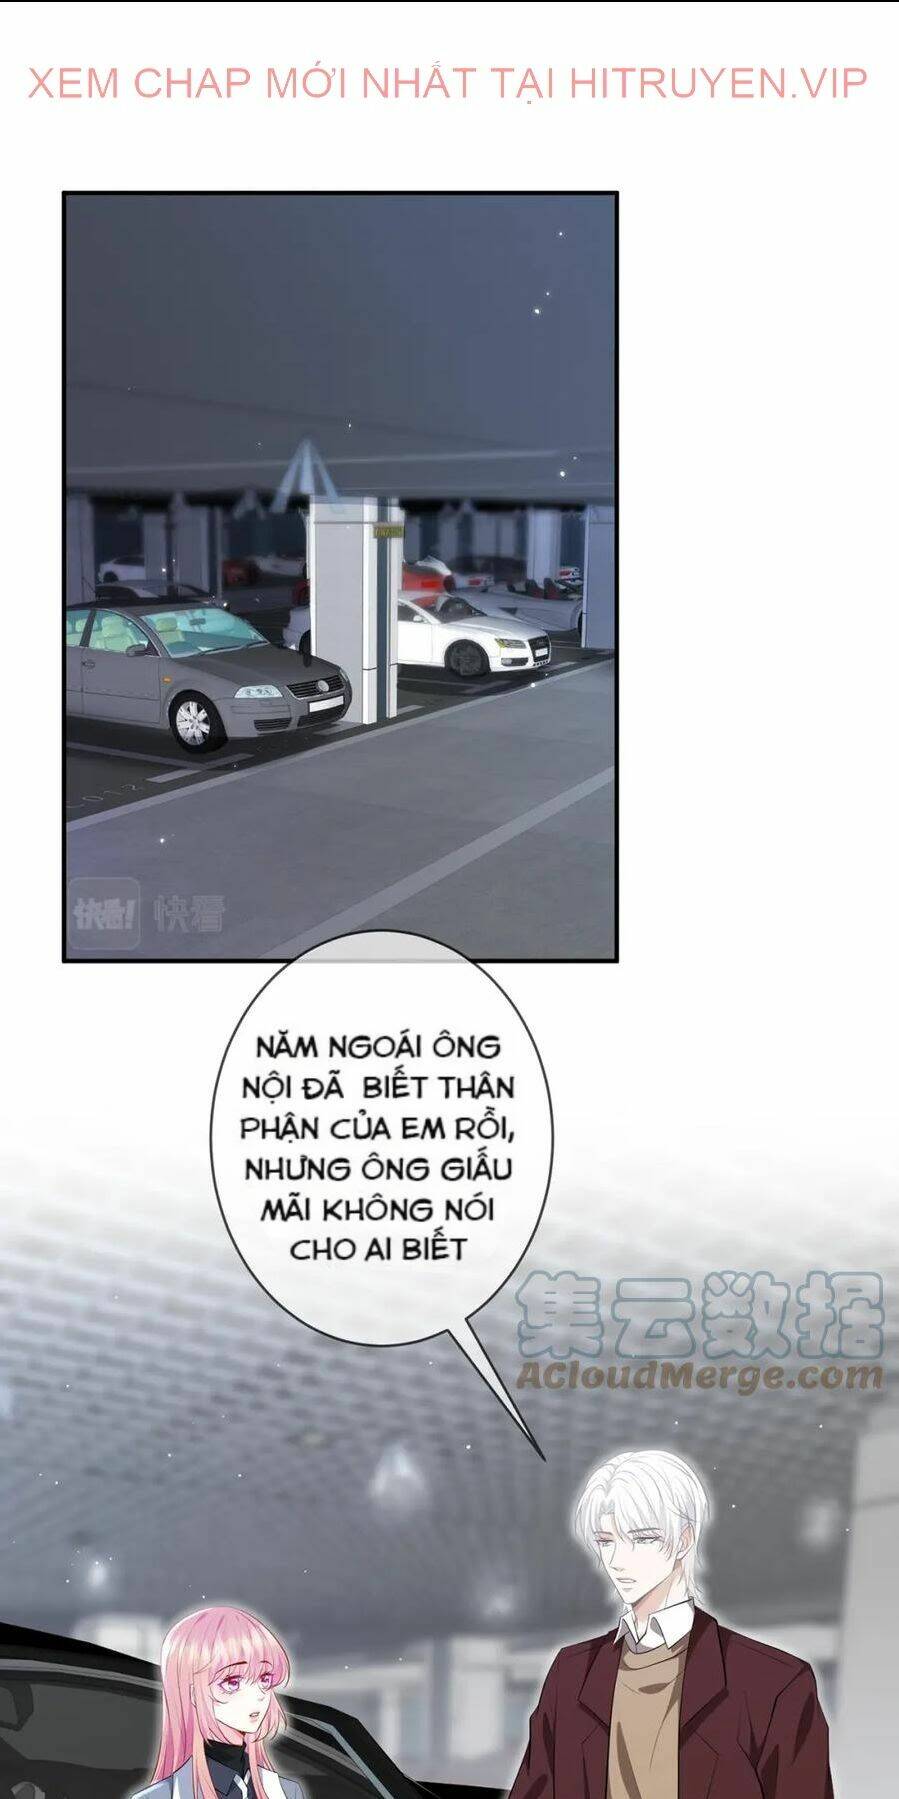 XEM CHAP MỚI NHẤT TẠI HITRUYEN.VIP
L012
快看! 快看
NĂM NGOÁI ÔNG
NỘI ĐÃ BIẾT THÂN
PHẬN CỦA EM RỒI,
NHƯNG ÔNG GIẤU
MÃI KHÔNG NÓI
CHO AI BIẾT
集云数据
AcloudMerge.com